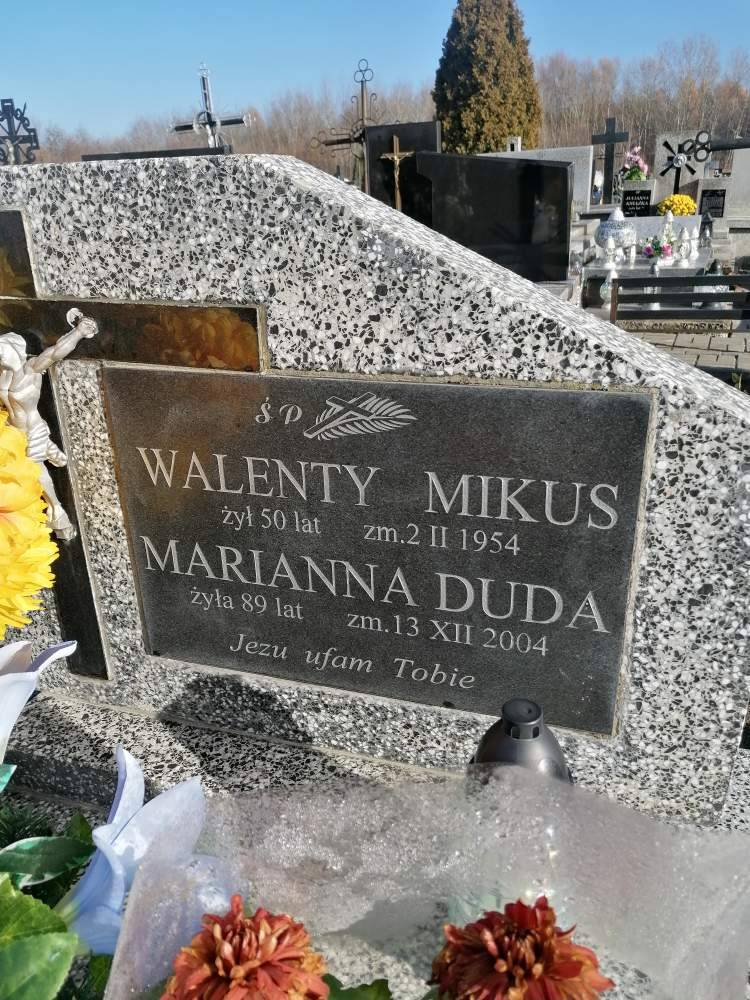 ś P
WALENTY MIKUS
żył 50 lat zm.2 II 1954
MARIANNA DUDA
żyła 89 lat zm.13 XII 2004
Jezu ufam Tobie
JULIANNA